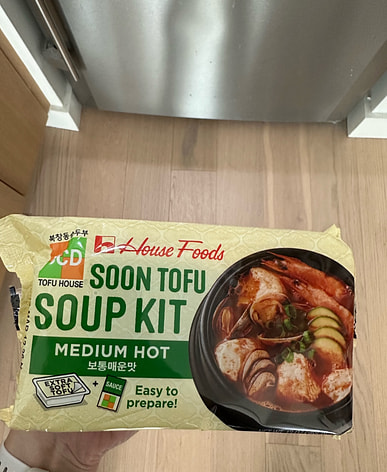 북창동순두부
BCD
TOFU HOUSE
House Foods
SOON TOFU
SOUP KIT
MEDIUM HOT
보통매운맛
EXTRA
SOFT
TOFU
+
SAUCE
Easy to
prepare!